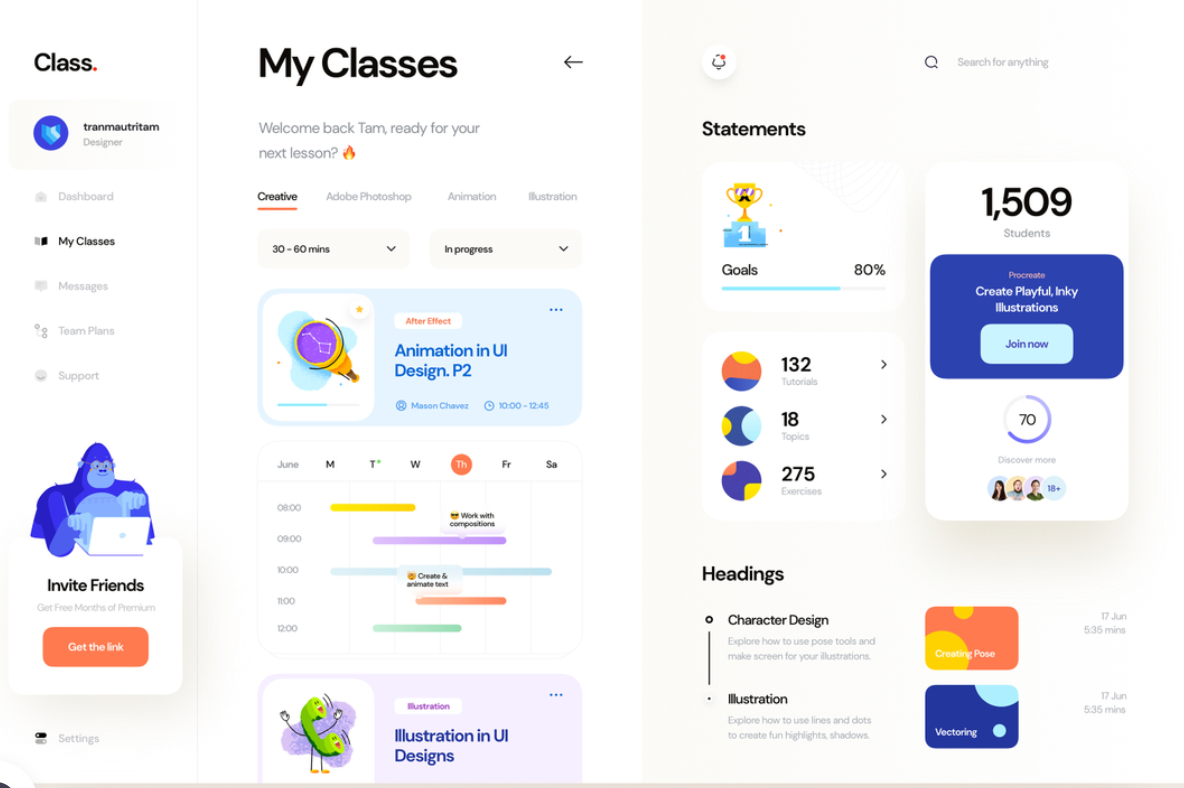 Class.
tranmautritam
Designer
Dashboard
My Classes
Messages
Team Plans
Support
Invite Friends
Get Free Months of Premium
Get the link
Settings
My Classes
Welcome back Tam, ready for your
next lesson? 🔥
Creative
Adobe Photoshop
Animation
Illustration
30 - 60 mins
In progress
After Effect
Animation in UI
Design. P2
Mason Chavez
10:00 - 12:45
June M T W Th Fr Sa
08:00
09:00
10:00
11:00
12:00
😎 Work with
compositions
🤯 Create &
animate text
Illustration
Illustration in UI
Designs
Search for anything
Statements
1
Goals 80%
132
Tutorials
18
Topics
275
Exercises
1,509
Students
Procreate
Create Playful, Inky
Illustrations
Join now
70
Discover more
18+
Headings
Character Design
Explore how to use pose tools and
make screen for your illustrations.
Creating Pose
17 Jun
5:35 mins
Illustration
Explore how to use lines and dots
to create fun highlights, shadows.
Vectoring
17 Jun
5:35 mins